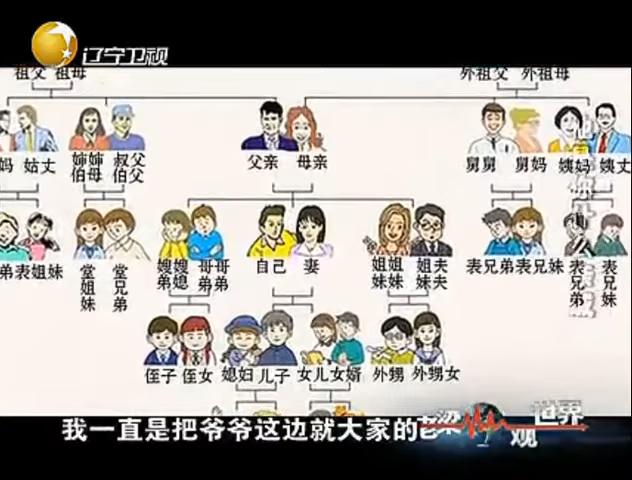 辽宁卫视
祖父 祖母 外祖父 外祖母
妈 姑丈 婶婶 叔父 父亲 母亲 舅舅 舅妈 姨妈 姨丈
伯母 伯父
弟表姐妹 堂姐妹 堂兄弟 嫂嫂 哥哥 自己 妻 姐姐 姐夫 表兄弟表兄妹 表兄弟 表兄妹
弟媳 弟弟 妹妹 妹夫
侄子 侄女 媳妇 儿子 女儿女婿 外甥 外甥女
我一直是把爷爷这边就大家的
老梁
世界
观